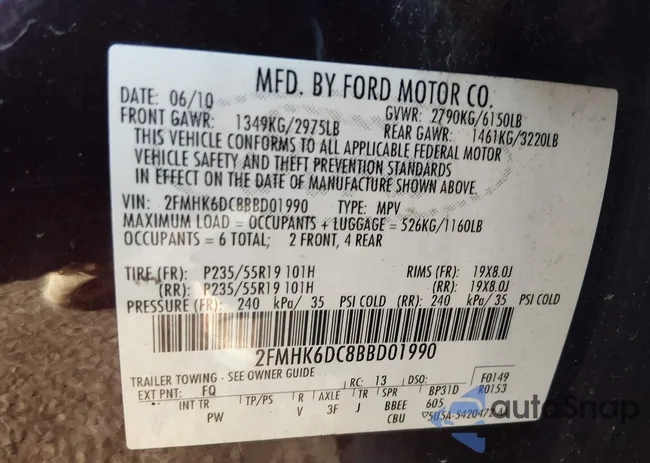 MFD. BY FORD MOTOR CO.
DATE: 06/10 GVWR: 2790KG/6150LB
FRONT GAWR: 1349KG/2975LB REAR GAWR: 1461KG/3220LB
THIS VEHICLE CONFORMS TO ALL APPLICABLE FEDERAL MOTOR
VEHICLE SAFETY AND THEFT PREVENTION STANDARDS
IN EFFECT ON THE DATE OF MANUFACTURE SHOWN ABOVE.
VIN: 2FMHK6DC8BBD01990 TYPE: MPV
MAXIMUM LOAD = OCCUPANTS + LUGGAGE = 526KG/1160LB
OCCUPANTS = 6 TOTAL; 2 FRONT, 4 REAR
TIRE (FR): P235/55R19 101H RIMS (FR): 19X8.0J
(RR): P235/55R19 101H (RR): 19X8.0J
PRESSURE (FR): 240 kPa/ 35 PSI COLD (RR): 240 kPa/ 35 PSI COLD
2FMHK6DC8BBD01990
TRAILER TOWING - SEE OWNER GUIDE
EXT PNT: FQ RC: 13 DSO: F0149
INT TR TP/PS R AXLE TR SPR BP31D R0153
PW V 3F J BBEE 605
CBU
autoSnap